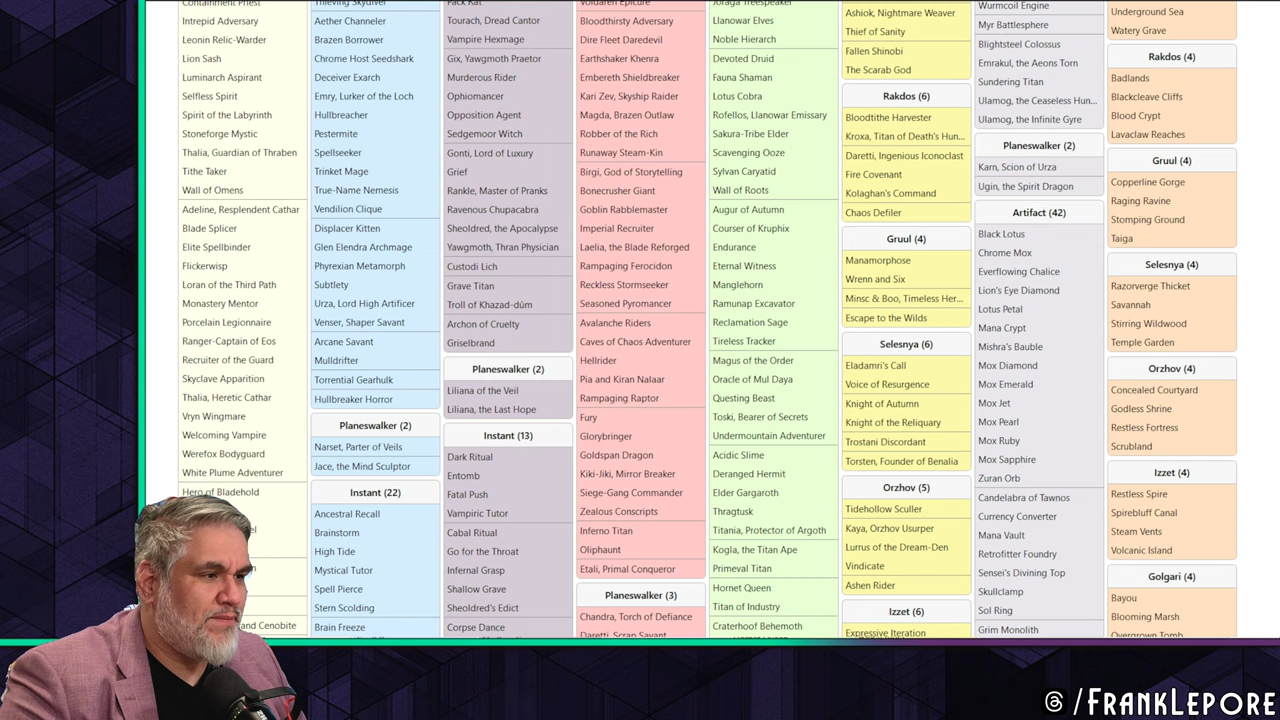 Containment Priest
Intrepid Adversary
Leonin Relic-Warder
Lion Sash
Luminarch Aspirant
Selfless Spirit
Spirit of the Labyrinth
Stoneforge Mystic
Thalia, Guardian of Thraben
Tithe Taker
Wall of Omens
Adeline, Resplendent Cathar
Blade Splicer
Elite Spellbinder
Flickerwisp
Loran of the Third Path
Monastery Mentor
Porcelain Legionnaire
Ranger-Captain of Eos
Recruiter of the Guard
Skyclave Apparition
Thalia, Heretic Cathar
Vryn Wingmare
Welcoming Vampire
Werefox Bodyguard
White Plume Adventurer
Hero of Bladehold
and Cenobite
Thieving Skydiver
Aether Channeler
Brazen Borrower
Chrome Host Seedshark
Deceiver Exarch
Emry, Lurker of the Loch
Hullbreacher
Pestermite
Spellseeker
Trinket Mage
True-Name Nemesis
Vendilion Clique
Displacer Kitten
Glen Elendra Archmage
Phyrexian Metamorph
Subtlety
Urza, Lord High Artificer
Venser, Shaper Savant
Arcane Savant
Mulldrifter
Torrential Gearhulk
Hullbreaker Horror
Planeswalker (2)
Narset, Parter of Veils
Jace, the Mind Sculptor
Instant (22)
Ancestral Recall
Brainstorm
High Tide
Mystical Tutor
Spell Pierce
Stern Scolding
Brain Freeze
Pack Rat
Tourach, Dread Cantor
Vampire Hexmage
Gix, Yawgmoth Praetor
Murderous Rider
Ophiomancer
Opposition Agent
Sedgemoor Witch
Gonti, Lord of Luxury
Grief
Rankle, Master of Pranks
Ravenous Chupacabra
Sheoldred, the Apocalypse
Yawgmoth, Thran Physician
Custodi Lich
Grave Titan
Troll of Khazad-dûm
Archon of Cruelty
Griselbrand
Planeswalker (2)
Liliana of the Veil
Liliana, the Last Hope
Instant (13)
Dark Ritual
Entomb
Fatal Push
Vampiric Tutor
Cabal Ritual
Go for the Throat
Infernal Grasp
Shallow Grave
Sheoldred's Edict
Corpse Dance
Voldaren Epicure
Bloodthirsty Adversary
Dire Fleet Daredevil
Earthshaker Khenra
Embereth Shieldbreaker
Kari Zev, Skyship Raider
Magda, Brazen Outlaw
Robber of the Rich
Runaway Steam-Kin
Birgi, God of Storytelling
Bonecrusher Giant
Goblin Rabblemaster
Imperial Recruiter
Laelia, the Blade Reforged
Rampaging Ferocidon
Reckless Stormseeker
Seasoned Pyromancer
Avalanche Riders
Caves of Chaos Adventurer
Hellrider
Pia and Kiran Nalaar
Rampaging Raptor
Fury
Glorybringer
Goldspan Dragon
Kiki-Jiki, Mirror Breaker
Siege-Gang Commander
Zealous Conscripts
Inferno Titan
Oliphaunt
Etali, Primal Conqueror
Planeswalker (3)
Chandra, Torch of Defiance
Daretti, Scrap Savant
Joraga Treespeaker
Llanowar Elves
Noble Hierarch
Devoted Druid
Fauna Shaman
Lotus Cobra
Rofellos, Llanowar Emissary
Sakura-Tribe Elder
Scavenging Ooze
Sylvan Caryatid
Wall of Roots
Augur of Autumn
Courser of Kruphix
Endurance
Eternal Witness
Manglehorn
Ramunap Excavator
Reclamation Sage
Tireless Tracker
Magus of the Order
Oracle of Mul Daya
Questing Beast
Toski, Bearer of Secrets
Undermountain Adventurer
Acidic Slime
Deranged Hermit
Elder Gargaroth
Thragtusk
Titania, Protector of Argoth
Kogla, the Titan Ape
Primeval Titan
Hornet Queen
Titan of Industry
Craterhoof Behemoth
Ashiok, Nightmare Weaver
Thief of Sanity
Fallen Shinobi
The Scarab God
Rakdos (6)
Bloodtithe Harvester
Kroxa, Titan of Death's Hun...
Daretti, Ingenious Iconoclast
Fire Covenant
Kolaghan's Command
Chaos Defiler
Gruul (4)
Manamorphose
Wrenn and Six
Minsc & Boo, Timeless Her...
Escape to the Wilds
Selesnya (6)
Eladamri's Call
Voice of Resurgence
Knight of Autumn
Knight of the Reliquary
Trostani Discordant
Torsten, Founder of Benalia
Orzhov (5)
Tidehollow Sculler
Kaya, Orzhov Usurper
Lurrus of the Dream-Den
Vindicate
Ashen Rider
Izzet (6)
Expressive Iteration
Wurmcoil Engine
Myr Battlesphere
Blightsteel Colossus
Emrakul, the Aeons Torn
Sundering Titan
Ulamog, the Ceaseless Hun...
Ulamog, the Infinite Gyre
Planeswalker (2)
Karn, Scion of Urza
Ugin, the Spirit Dragon
Artifact (42)
Black Lotus
Chrome Mox
Everflowing Chalice
Lion's Eye Diamond
Lotus Petal
Mana Crypt
Mishra's Bauble
Mox Diamond
Mox Emerald
Mox Jet
Mox Pearl
Mox Ruby
Mox Sapphire
Zuran Orb
Candelabra of Tawnos
Currency Converter
Mana Vault
Retrofitter Foundry
Sensei's Divining Top
Skullclamp
Sol Ring
Grim Monolith
Underground Sea
Watery Grave
Rakdos (4)
Badlands
Blackcleave Cliffs
Blood Crypt
Lavaclaw Reaches
Gruul (4)
Copperline Gorge
Raging Ravine
Stomping Ground
Taiga
Selesnya (4)
Razorverge Thicket
Savannah
Stirring Wildwood
Temple Garden
Orzhov (4)
Concealed Courtyard
Godless Shrine
Restless Fortress
Scrubland
Izzet (4)
Restless Spire
Spirebluff Canal
Steam Vents
Volcanic Island
Golgari (4)
Bayou
Blooming Marsh
Overgrown Tomb
/FRANKLEPORE